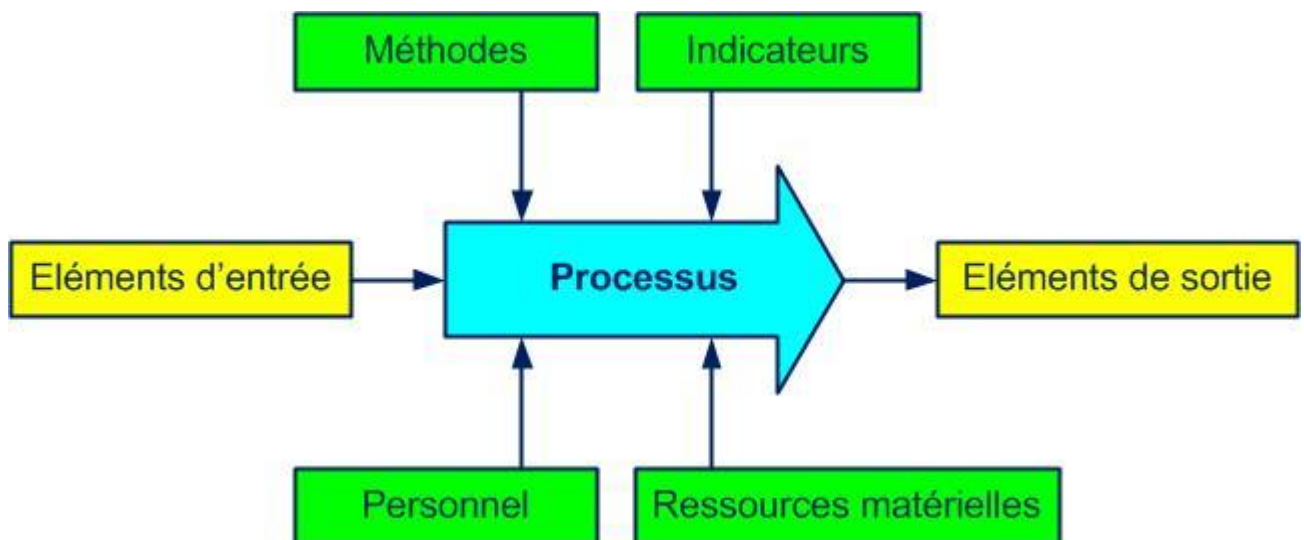 Méthodes
Indicateurs
Eléments d’entrée
Processus
Eléments de sortie
Personnel
Ressources matérielles